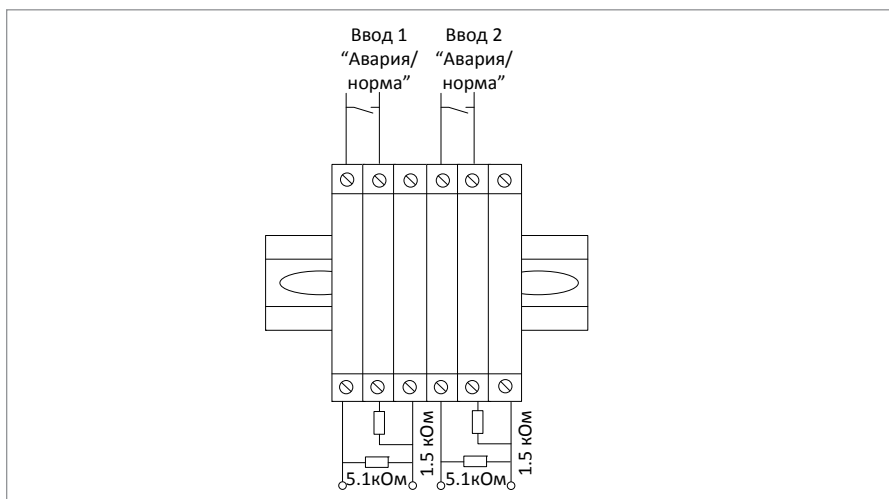 Ввод 1
“Авария/
норма”
Ввод 2
“Авария/
норма”
1.5 кОм
5.1кОм
1.5 кОм
5.1кОм